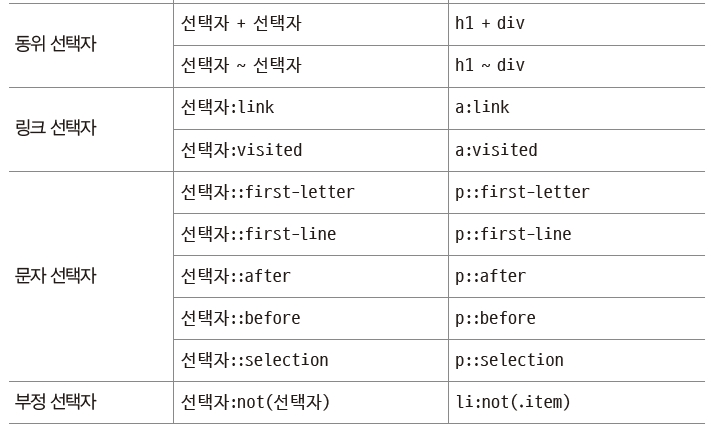 동위 선택자
선택자 + 선택자 h1 + div
선택자 ~ 선택자 h1 ~ div
링크 선택자
선택자:link a:link
선택자:visited a:visited
문자 선택자
선택자::first-letter p::first-letter
선택자::first-line p::first-line
선택자::after p::after
선택자::before p::before
선택자::selection p::selection
부정 선택자 선택자:not(선택자) li:not(.item)